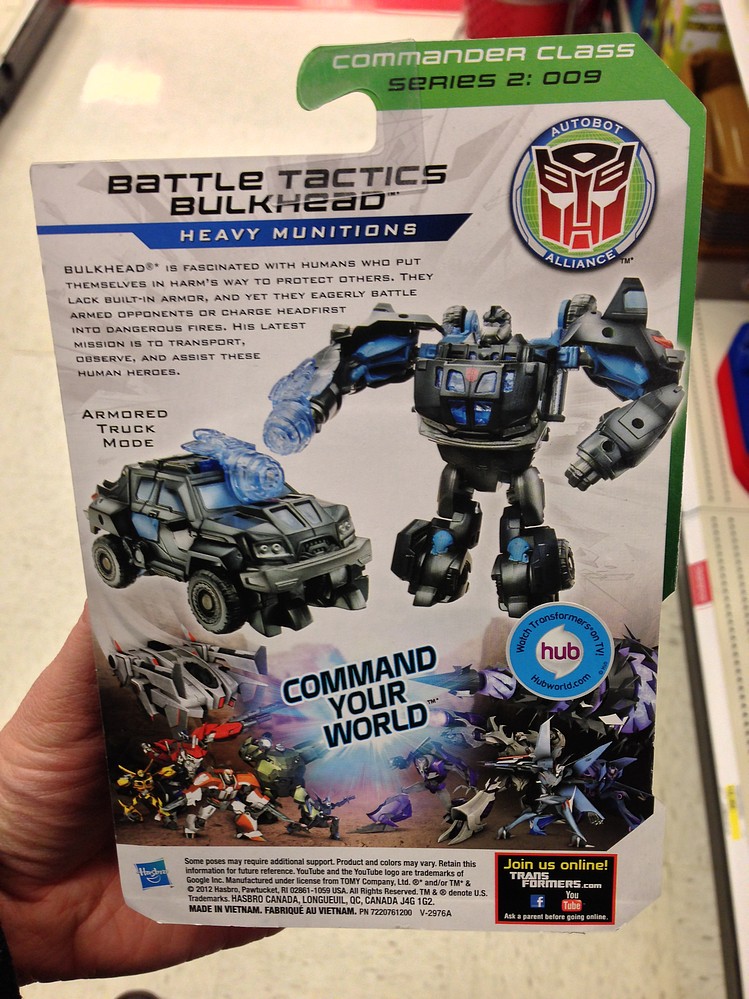 COMMANDER CLASS
SERIES 2: 009
AUTOBOT
ALLIANCE™
BATTLE TACTICS
BULKHEAD™*
HEAVY MUNITIONS
BULKHEAD®* IS FASCINATED WITH HUMANS WHO PUT
THEMSELVES IN HARM'S WAY TO PROTECT OTHERS. THEY
LACK BUILT-IN ARMOR, AND YET THEY EAGERLY BATTLE
ARMED OPPONENTS OR CHARGE HEADFIRST
INTO DANGEROUS FIRES. HIS LATEST
MISSION IS TO TRANSPORT,
OBSERVE, AND ASSIST THESE
HUMAN HEROES.
ARMORED
TRUCK
MODE
Watch Transformers* on TV!
hub
Hubworld.com
COMMAND
YOUR
WORLD™*
Hasbro
Some poses may require additional support. Product and colors may vary. Retain this
information for future reference. YouTube and the YouTube logo are trademarks of
Google Inc. Manufactured under license from TOMY Company, Ltd. ®* and/or TM* &
© 2012 Hasbro, Pawtucket, RI 02861-1059 USA. All Rights Reserved. TM & ® denote U.S.
Trademarks. HASBRO CANADA, LONGUEUIL, QC, CANADA J4G 1G2.
MADE IN VIETNAM. FABRIQUÉ AU VIETNAM. PN 7220761200 V-2976A
Join us online!
TRANSFORMERS.com
f You Tube
Ask a parent before going online.